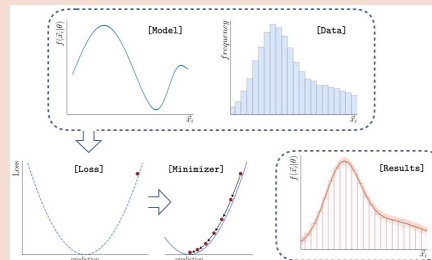 f(x⃗ᵢ|θ)
[Model]
x⃗ᵢ
frequency
[Data]
x⃗ᵢ
Loss
[Loss]
prediction
[Minimizer]
prediction
f(x⃗ᵢ|θ)
[Results]
x⃗ᵢ